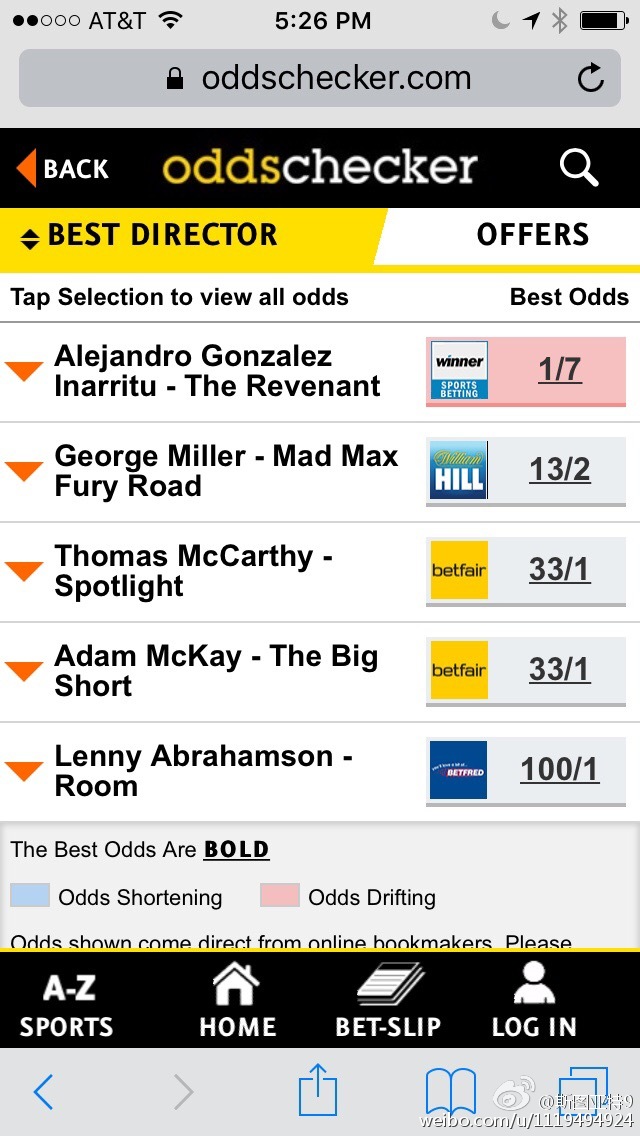 AT&T 5:26 PM
oddschecker.com
BACK oddschecker
BEST DIRECTOR OFFERS
Tap Selection to view all odds Best Odds
Alejandro Gonzalez
Inarritu - The Revenant
winner
SPORTS
BETTING
1/7
George Miller - Mad Max
Fury Road
William
HILL
13/2
Thomas McCarthy -
Spotlight
betfair
33/1
Adam McKay - The Big
Short
betfair
33/1
Lenny Abrahamson -
Room
BETFRED
100/1
The Best Odds Are BOLD
Odds Shortening Odds Drifting
Odds shown come direct from online bookmakers. Please
A-Z
SPORTS HOME BET-SLIP LOG IN
@斯图亚特9
weibo.com/u/1119494924